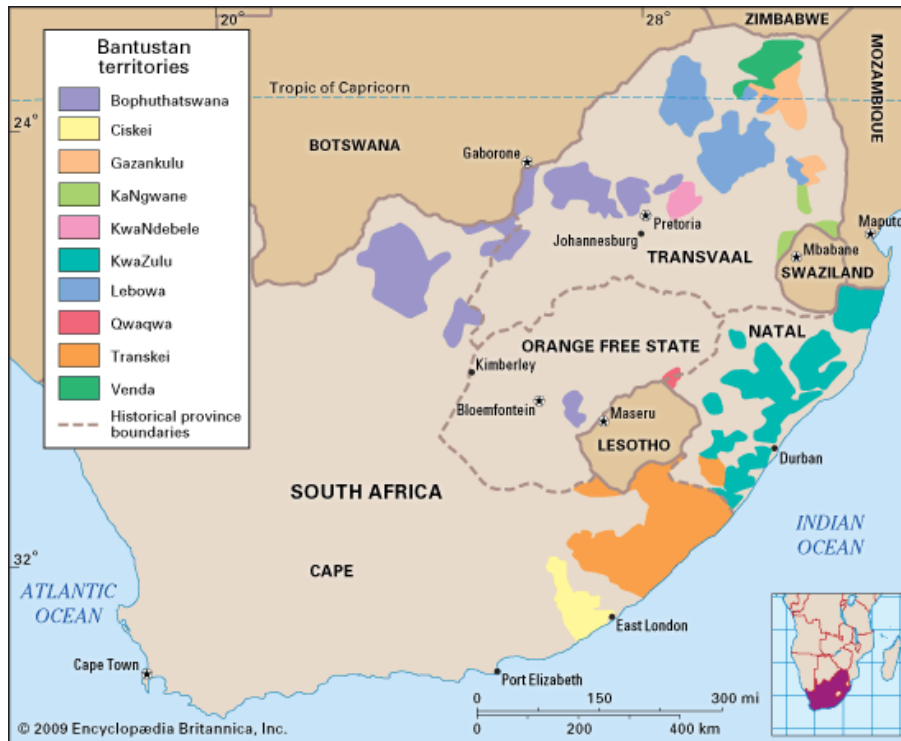 20°
28°
ZIMBABWE
Bantustan
territories
Bophuthatswana
Ciskei
Gazankulu
KaNgwane
KwaNdebele
KwaZulu
Lebowa
Qwaqwa
Transkei
Venda
Historical province
boundaries
Tropic of Capricorn
24°
MOZAMBIQUE
BOTSWANA
Gaborone
Pretoria
Johannesburg
TRANSVAAL
Maputo
Mbabane
SWAZILAND
NATAL
ORANGE FREE STATE
Kimberley
Bloemfontein
Maseru
LESOTHO
Durban
SOUTH AFRICA
INDIAN
OCEAN
32°
CAPE
ATLANTIC
OCEAN
East London
Cape Town
Port Elizabeth
0 150 300 mi
0 200 400 km
© 2009 Encyclopædia Britannica, Inc.